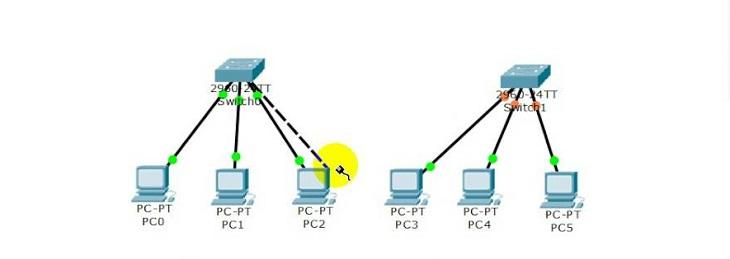 2960-24TT
Switch0
2960-24TT
Switch1
PC-PT
PC0
PC-PT
PC1
PC-PT
PC2
PC-PT
PC3
PC-PT
PC4
PC-PT
PC5